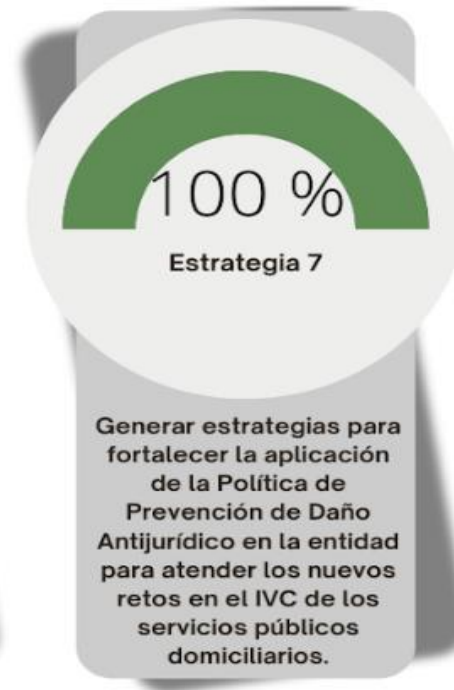 100 %
Estrategia 7
Generar estrategias para
fortalecer la aplicación
de la Política de
Prevención de Daño
Antijurídico en la entidad
para atender los nuevos
retos en el IVC de los
servicios públicos
domiciliarios.